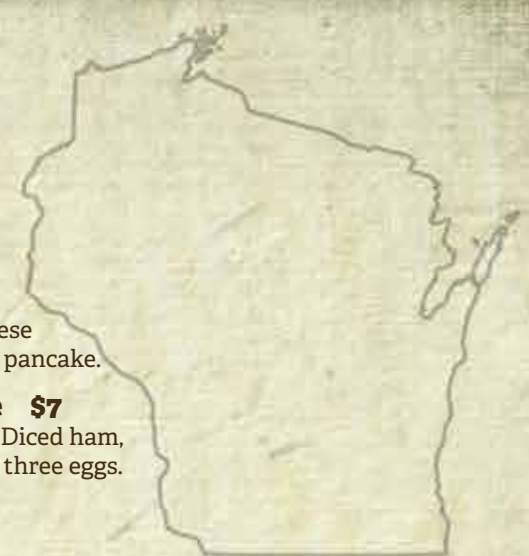 ese
pancake.
e $7
Diced ham,
three eggs.